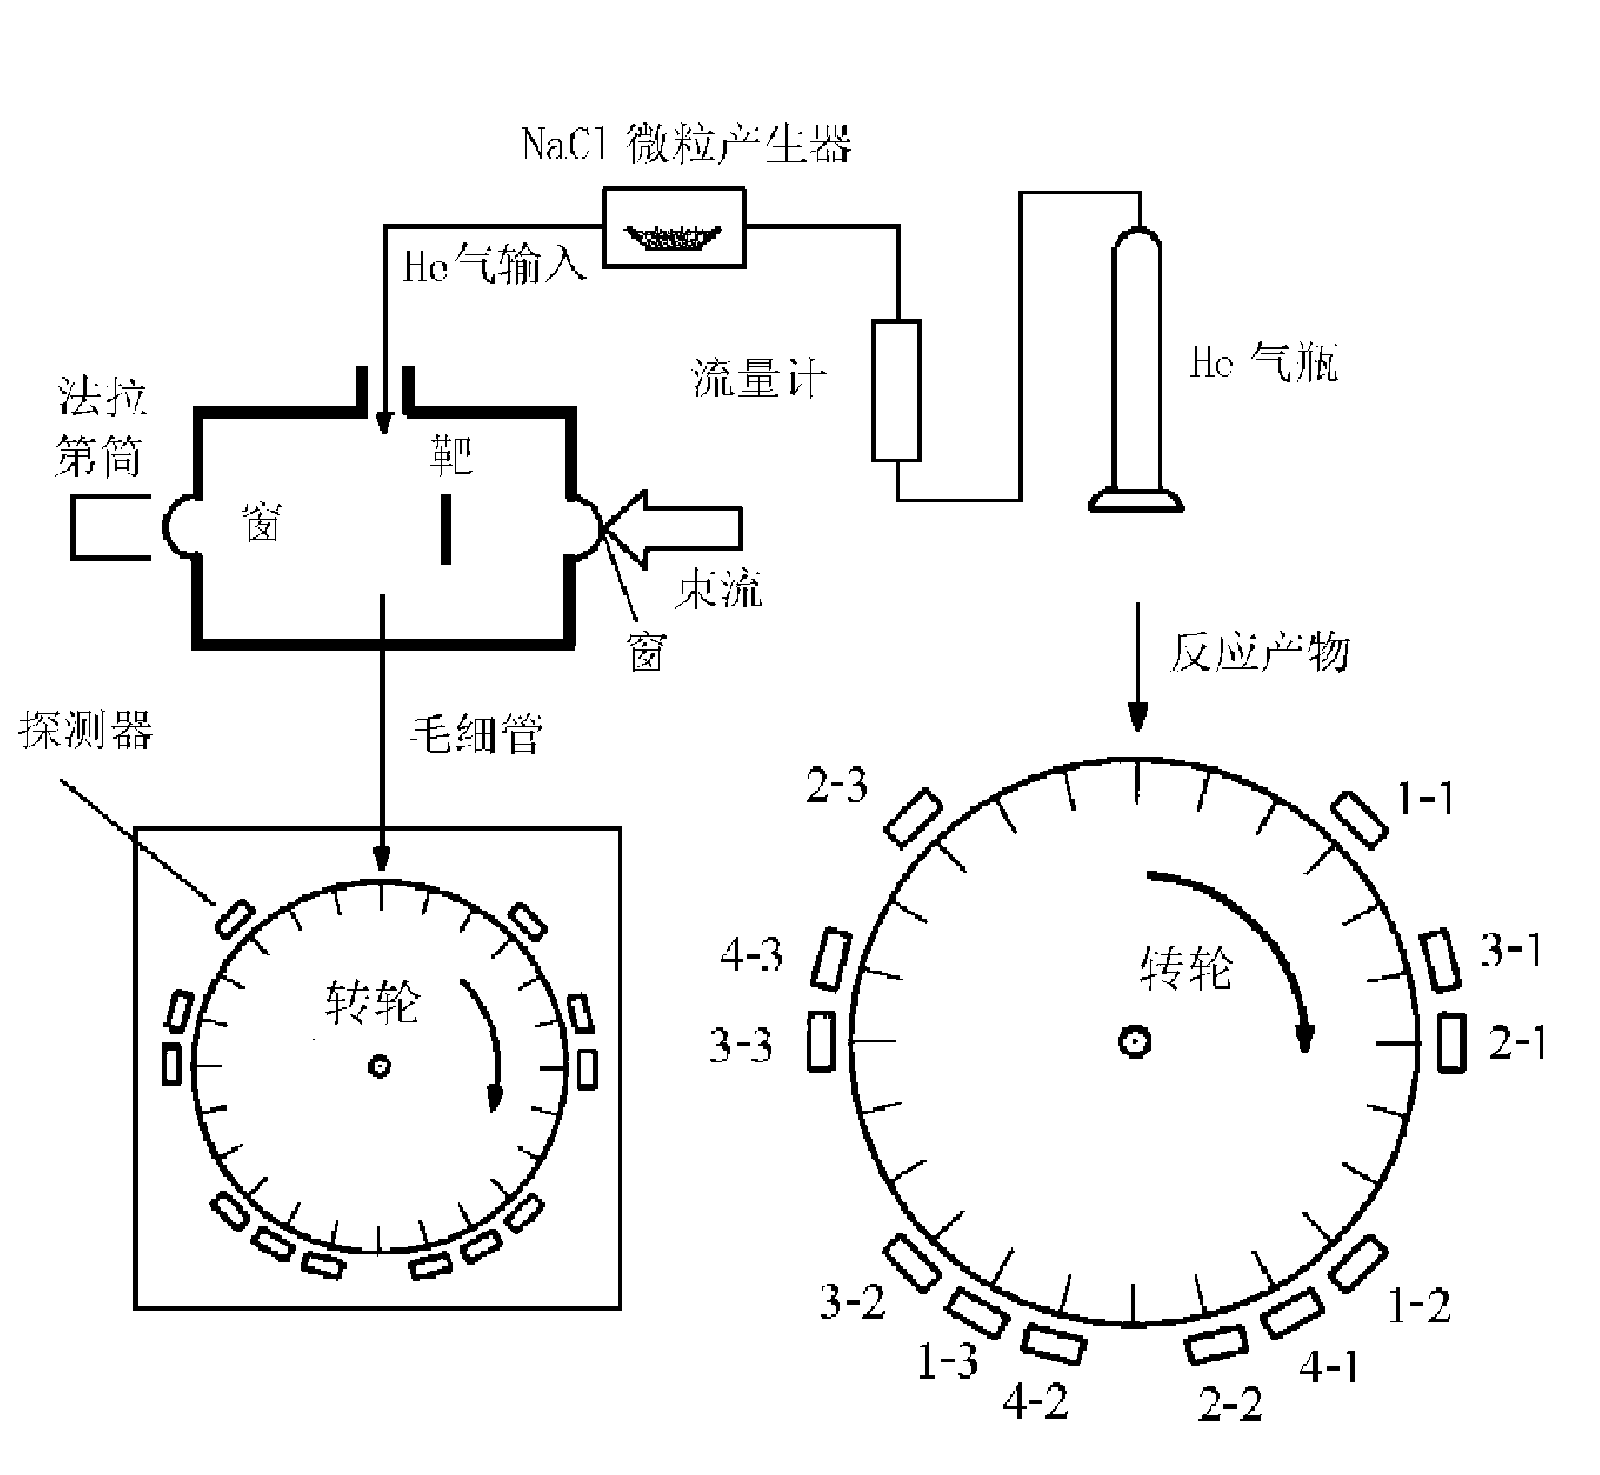 NaCl 微粒产生器
He气输入
流量计
He 气瓶
法拉
第筒
靶
窗
束流
窗
反应产物
探测器
毛细管
转轮
2-3
1-1
4-3
3-1
转轮
3-3
2-1
3-2
1-2
1-3
4-1
4-2
2-2